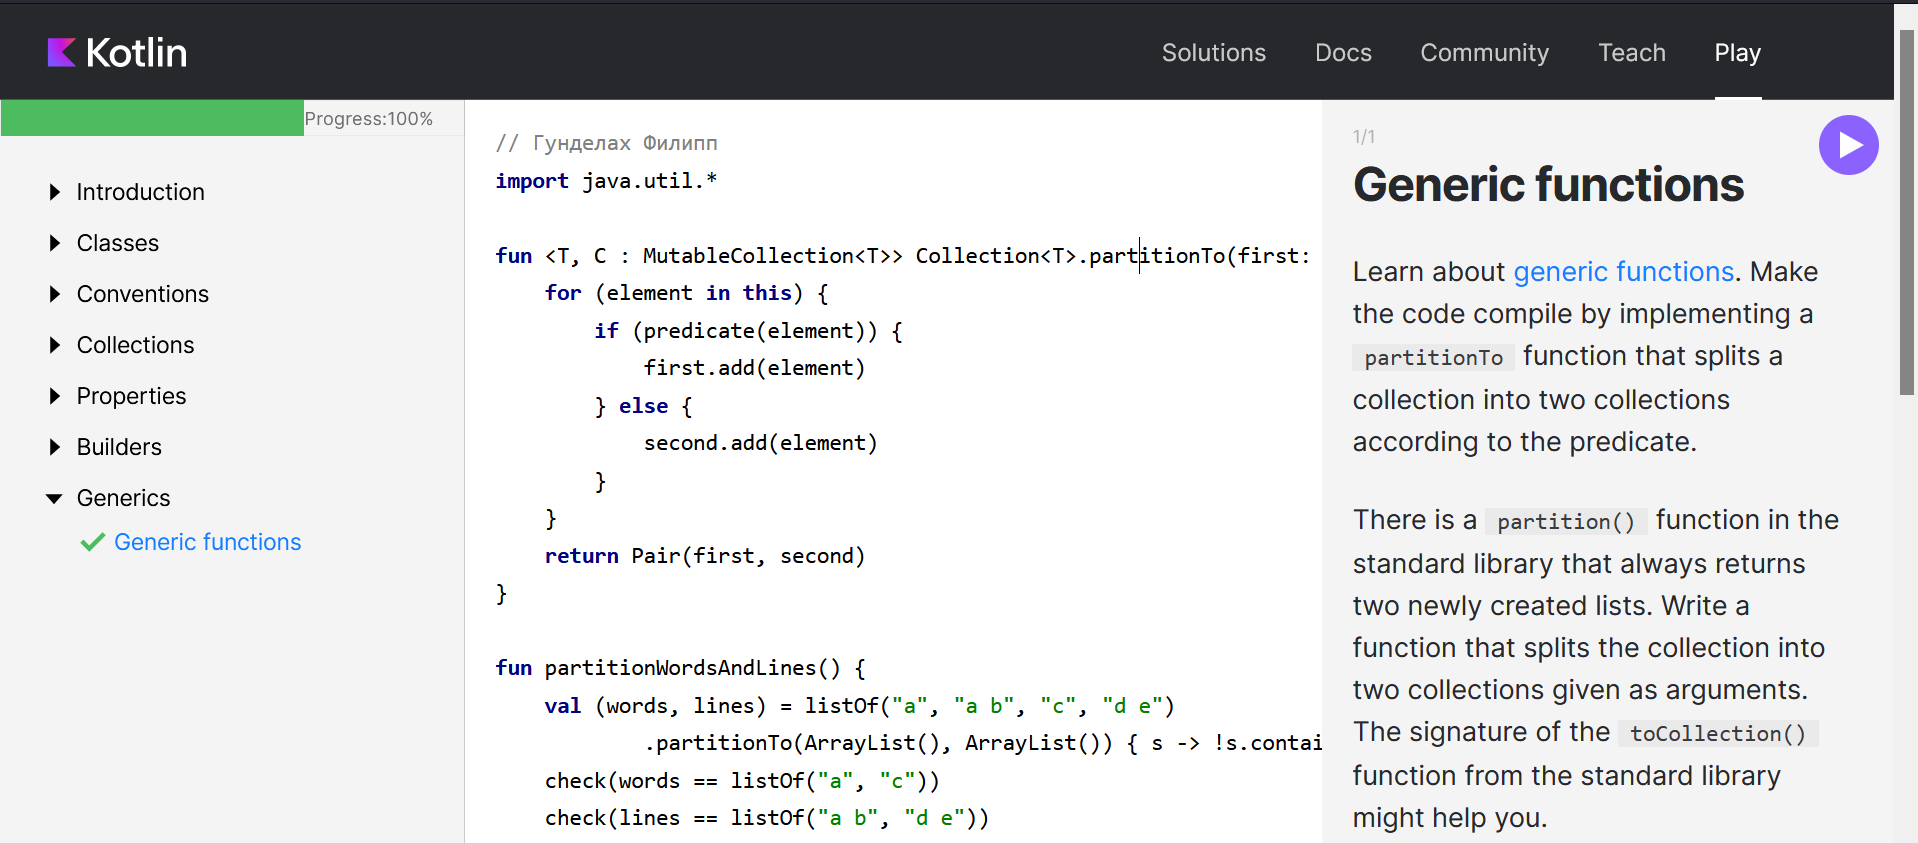 Kotlin
Solutions
Docs
Community
Teach
Play
Progress:100%
Introduction
Classes
Conventions
Collections
Properties
Builders
Generics
Generic functions
// Гунделах Филипп
import java.util.*
fun <T, C : MutableCollection<T>> Collection<T>.partitionTo(first:
    for (element in this) {
        if (predicate(element)) {
            first.add(element)
        } else {
            second.add(element)
        }
    }
    return Pair(first, second)
}
fun partitionWordsAndLines() {
    val (words, lines) = listOf("a", "a b", "c", "d e")
            .partitionTo(ArrayList(), ArrayList()) { s -> !s.contai
    check(words == listOf("a", "c"))
    check(lines == listOf("a b", "d e"))
1/1
Generic functions
Learn about generic functions. Make
the code compile by implementing a
partitionTo function that splits a
collection into two collections
according to the predicate.
There is a partition() function in the
standard library that always returns
two newly created lists. Write a
function that splits the collection into
two collections given as arguments.
The signature of the toCollection()
function from the standard library
might help you.